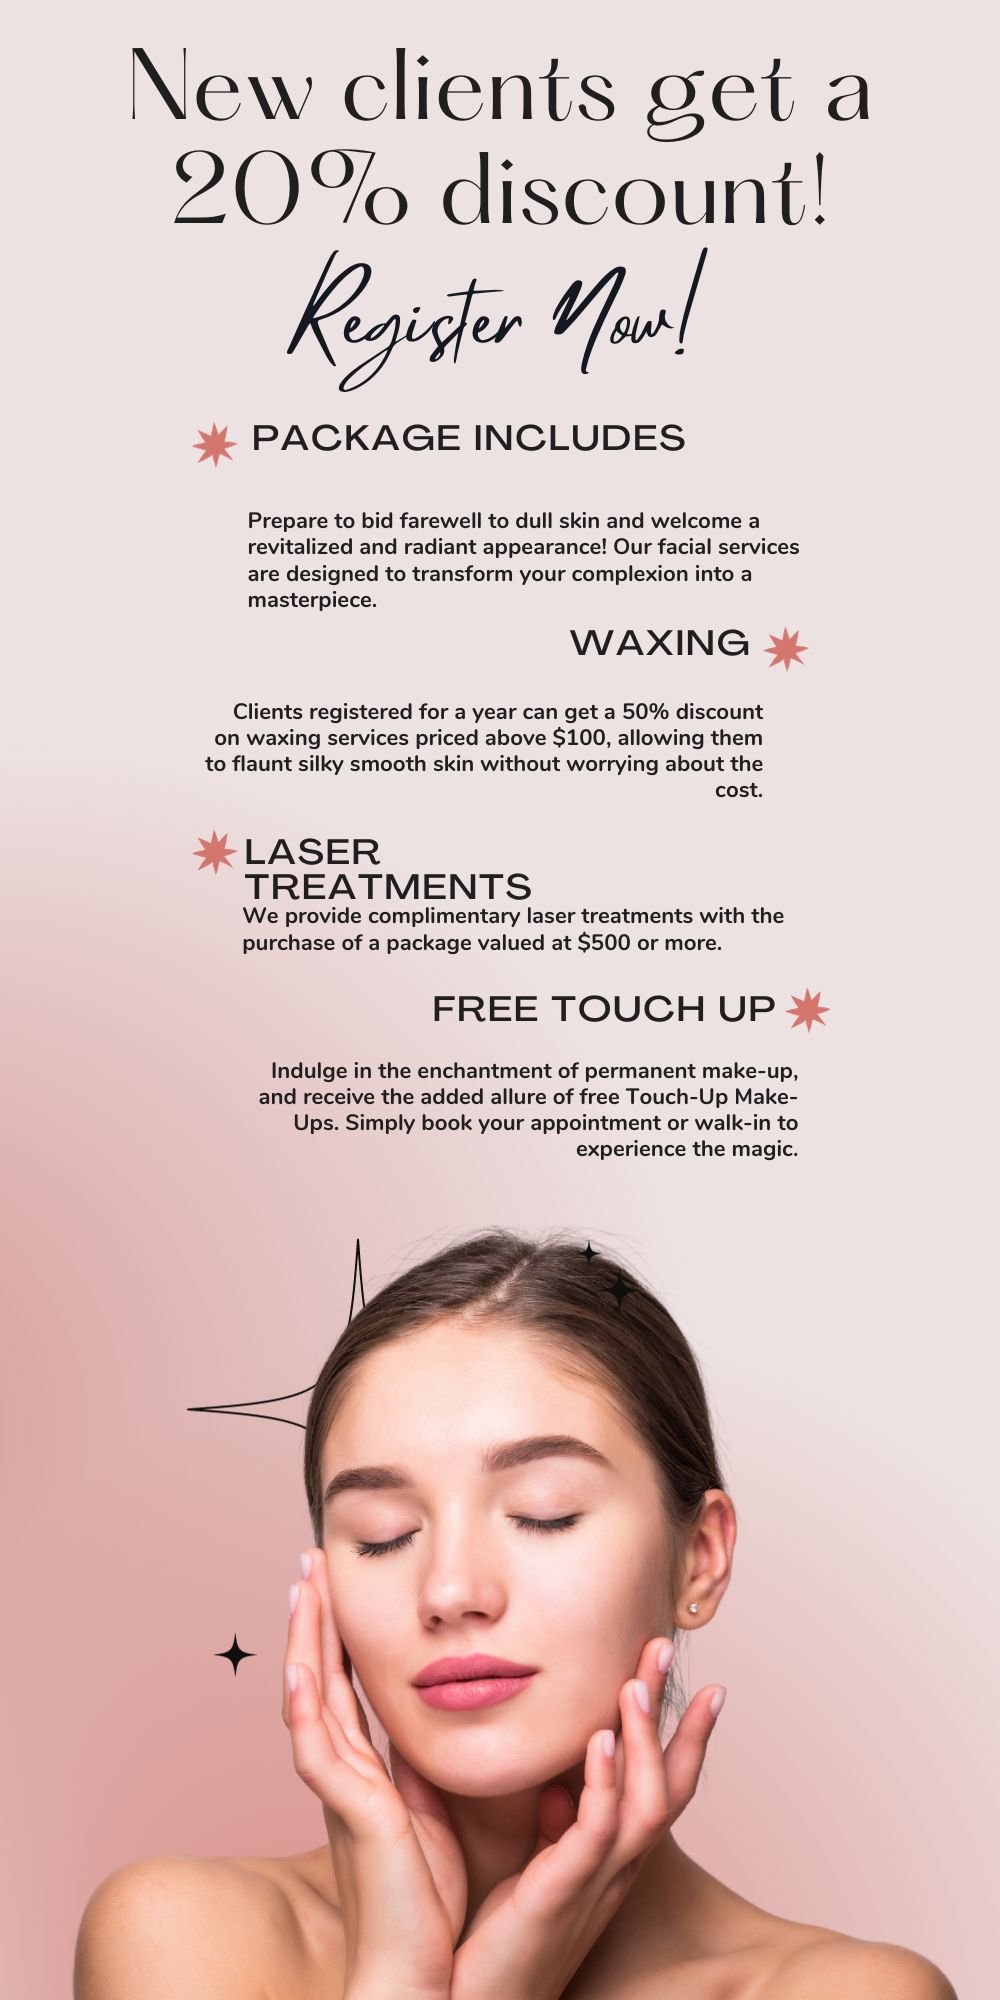 New clients get a
20% discount!
Register Now!
PACKAGE INCLUDES
Prepare to bid farewell to dull skin and welcome a
revitalized and radiant appearance! Our facial services
are designed to transform your complexion into a
masterpiece.
WAXING
Clients registered for a year can get a 50% discount
on waxing services priced above $100, allowing them
to flaunt silky smooth skin without worrying about the
cost.
LASER
TREATMENTS
We provide complimentary laser treatments with the
purchase of a package valued at $500 or more.
FREE TOUCH UP
Indulge in the enchantment of permanent make-up,
and receive the added allure of free Touch-Up Make-
Ups. Simply book your appointment or walk-in to
experience the magic.